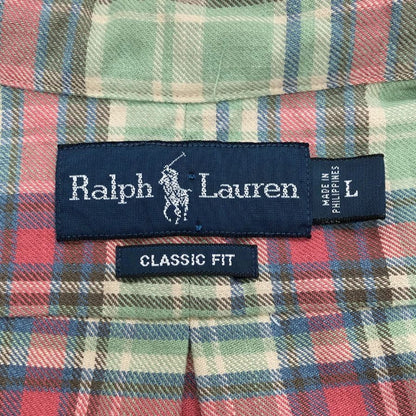 Ralph Lauren
MADE IN
PHILIPPINES
L
CLASSIC FIT